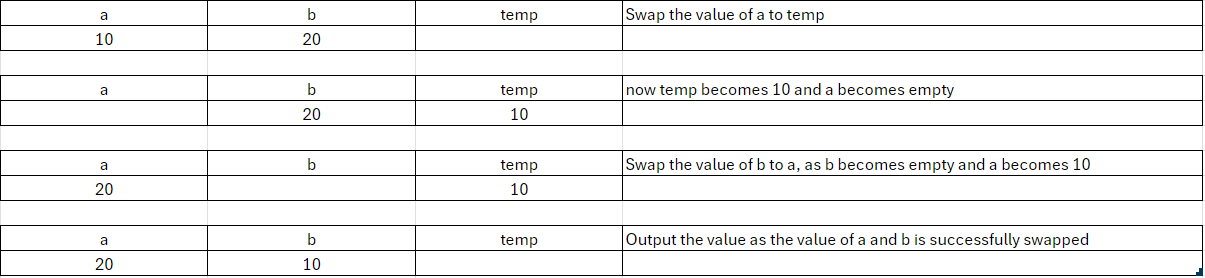 a b temp Swap the value of a to temp
10 20
a b temp now temp becomes 10 and a becomes empty
20 10
a b temp Swap the value of b to a, as b becomes empty and a becomes 10
20 10
a b temp Output the value as the value of a and b is successfully swapped
20 10